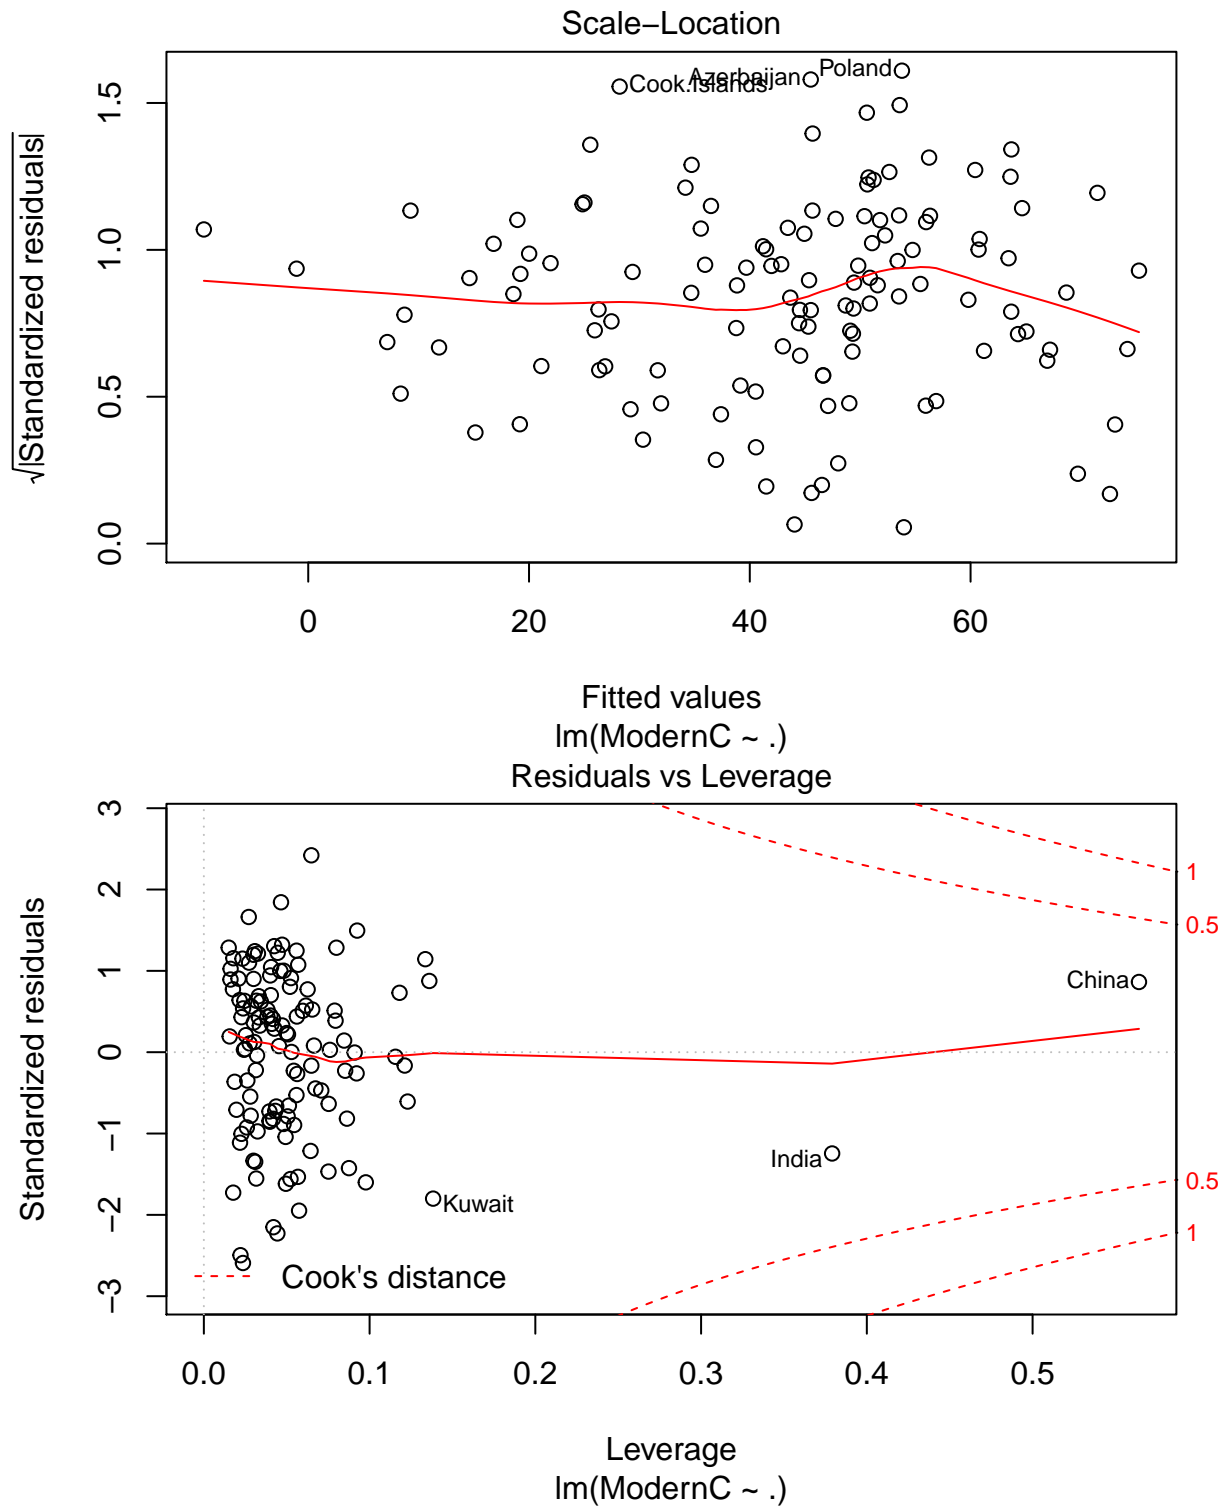 Scale−Location
√|Standardized residuals|
0.0 0.5 1.0 1.5
Cook.Islands
Azerbaijan
Poland
0 20 40 60
Fitted values
lm(ModernC ~ .)
Residuals vs Leverage
Standardized residuals
−3 −2 −1 0 1 2 3
1
0.5
China
India
Kuwait
0.5
1
Cook's distance
0.0 0.1 0.2 0.3 0.4 0.5
Leverage
lm(ModernC ~ .)